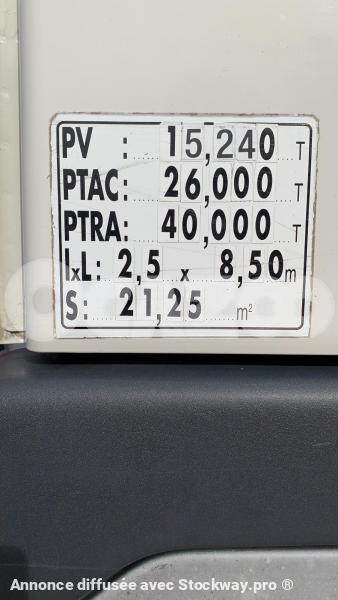 PV : 15,240 T
PTAC: 26,000 T
PTRA: 40,000 T
lxL: 2,5 x 8,50 m
S: 21,25 m²
Annonce diffusée avec Stockway.pro ®